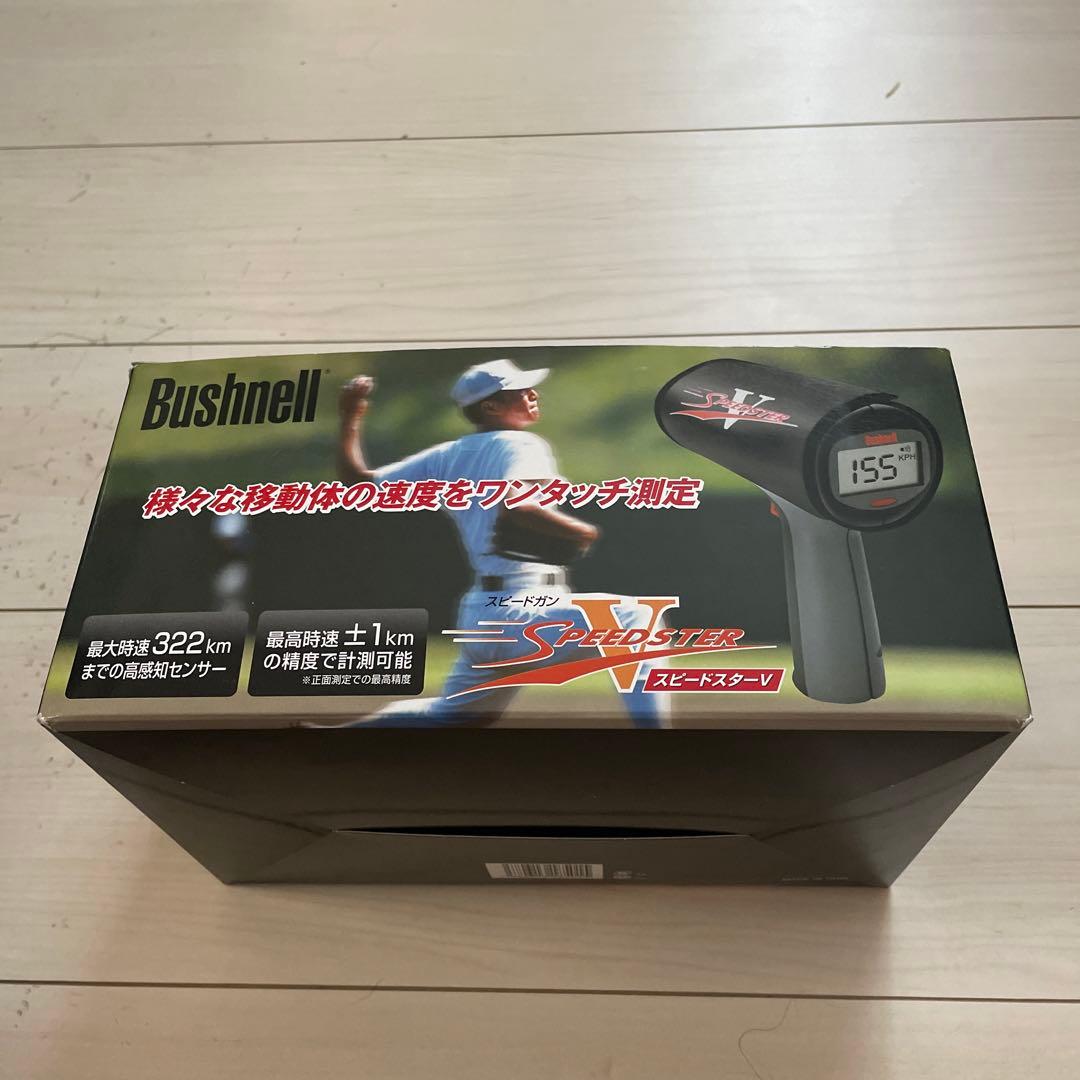 Bushnell
SPEEDSTER V
Bushnell
155 KPH
様々な移動体の速度をワンタッチ測定
スピードガン
SPEEDSTER V
スピードスターV
最大時速322km
までの高感知センサー
最高時速±1km
の精度で計測可能
※正面測定での最高精度